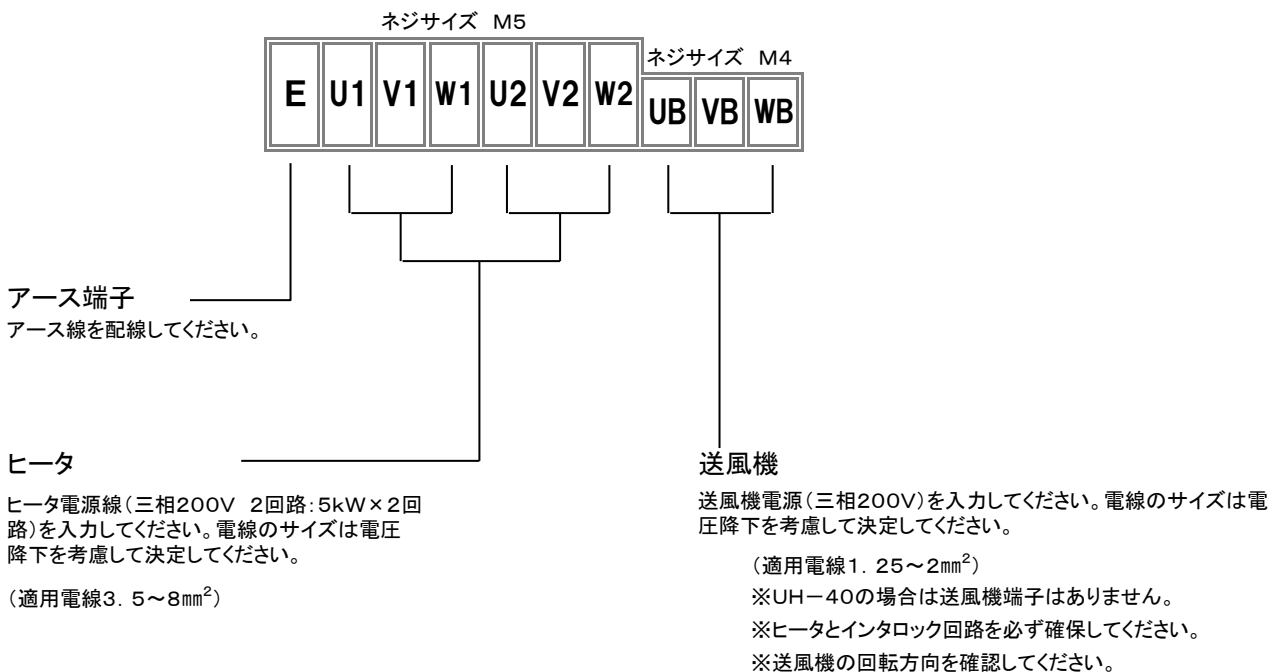 ネジサイズ M5
ネジサイズ M4
E U1 V1 W1 U2 V2 W2 UB VB WB
アース端子
アース線を配線してください。
ヒータ
ヒータ電源線(三相200V 2回路:5kW×2回
路)を入力してください。電線のサイズは電圧
降下を考慮して決定してください。
(適用電線3.5~8㎟)
送風機
送風機電源(三相200V)を入力してください。電線のサイズは電
圧降下を考慮して決定してください。
(適用電線1.25~2㎟)
※UH-40の場合は送風機端子はありません。
※ヒータとインタロック回路を必ず確保してください。
※送風機の回転方向を確認してください。